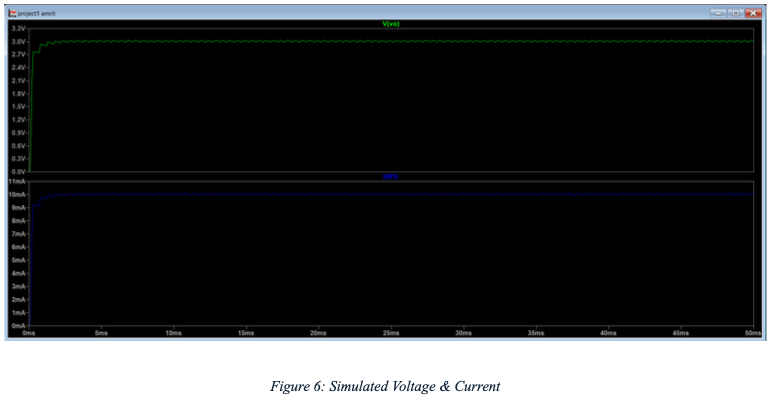 project1 amrit
V(vo)
3.3V
3.0V
2.7V
2.4V
2.1V
1.8V
1.5V
1.2V
0.9V
0.6V
0.3V
0.0V
11mA
10mA
9mA
8mA
7mA
6mA
5mA
4mA
3mA
2mA
1mA
0mA
0ms 5ms 10ms 15ms 20ms 25ms 30ms 35ms 40ms 45ms 50ms
Figure 6: Simulated Voltage & Current